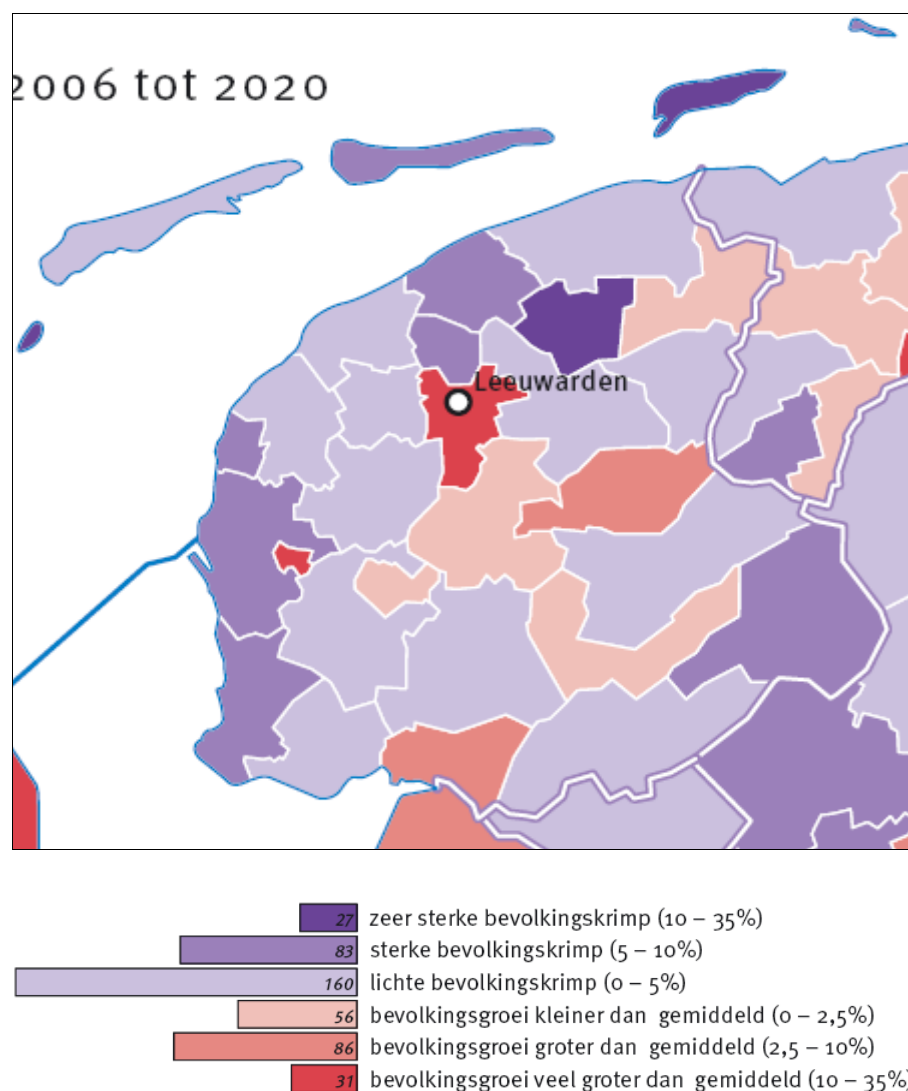 2006 tot 2020
Leeuwarden
27 zeer sterke bevolkingskrimp (10 – 35%)
83 sterke bevolkingskrimp (5 – 10%)
160 lichte bevolkingskrimp (0 – 5%)
56 bevolkingsgroei kleiner dan gemiddeld (0 – 2,5%)
86 bevolkingsgroei groter dan gemiddeld (2,5 – 10%)
31 bevolkingsgroei veel groter dan gemiddeld (10 – 35%)